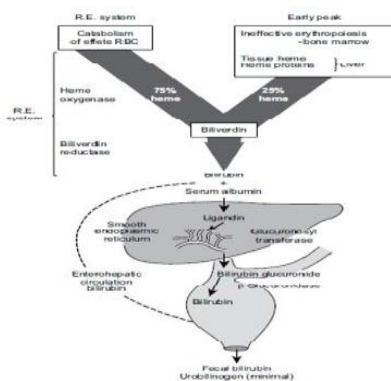 R.E. system
Early peak
Catabolism
of effete RBC
Ineffective erythropoiesis
-bone marrow
Tissue heme
Heme proteins
Liver
Heme
oxygenase
75%
heme
25%
heme
R.E.
system
Biliverdin
Biliverdin
reductase
Bilirubin
+
Serum albumin
Ligandin
Smooth
endoplasmic
reticulum
Glucuronosyl
transferase
Enterohepatic
circulation
bilirubin
Bilirubin glucuronide
β Glucuronidase
Bilirubin
Fecal bilirubin
Urobilinogen (minimal)